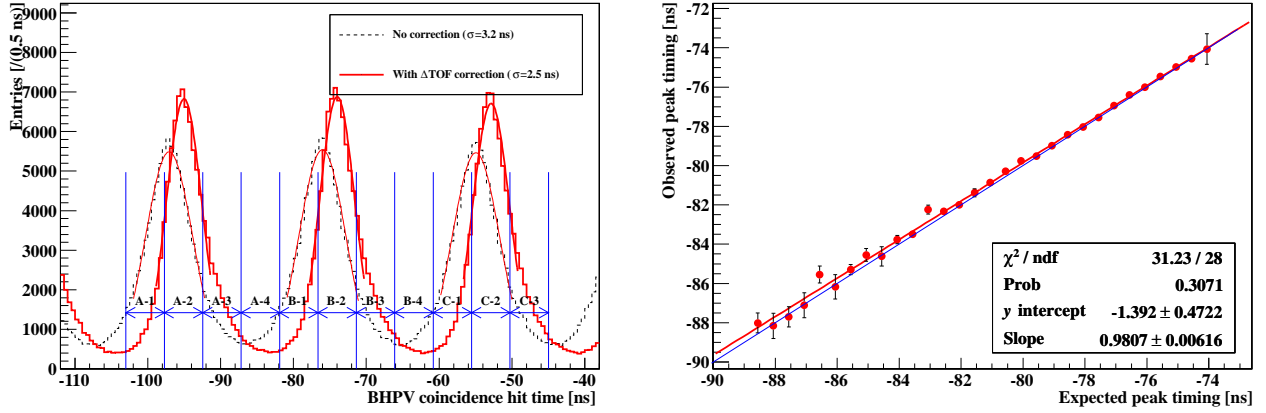 Entries [/(0.5 ns)]
9000
8000
7000
6000
5000
4000
3000
2000
1000
0
No correction (σ=3.2 ns)
With ΔTOF correction (σ=2.5 ns)
A-1 A-2 A-3 A-4 B-1 B-2 B-3 B-4 C-1 C-2 C-3
-110 -100 -90 -80 -70 -60 -50 -40
BHPV coincidence hit time [ns]
Observed peak timing [ns]
-72
-74
-76
-78
-80
-82
-84
-86
-88
-90
χ² / ndf 31.23 / 28
Prob 0.3071
y intercept -1.392 ± 0.4722
Slope 0.9807 ± 0.00616
-90 -88 -86 -84 -82 -80 -78 -76 -74
Expected peak timing [ns]